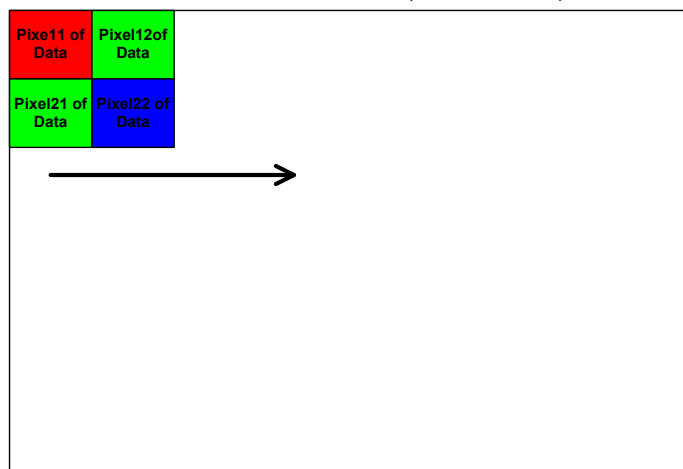 Pixe11 of
Data
Pixel12of
Data
Pixel21 of
Data
Pixel22 of
Data